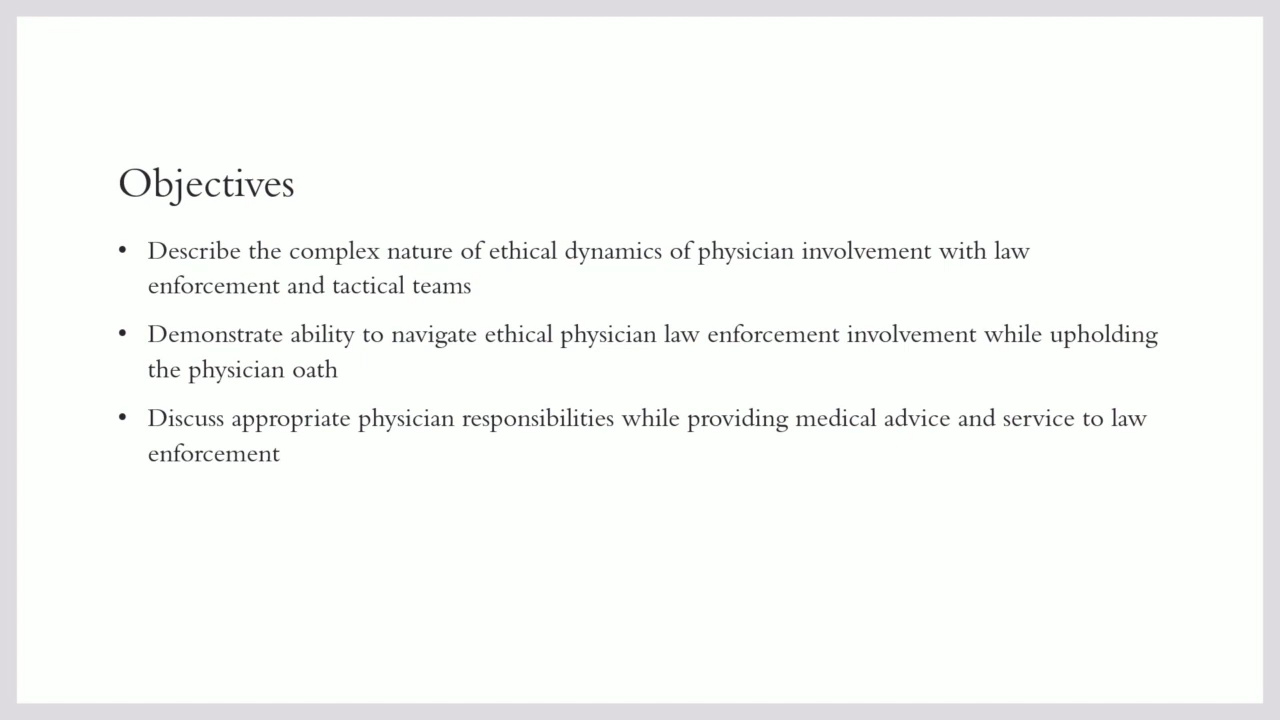 Objectives
• Describe the complex nature of ethical dynamics of physician involvement with law
enforcement and tactical teams
• Demonstrate ability to navigate ethical physician law enforcement involvement while upholding
the physician oath
• Discuss appropriate physician responsibilities while providing medical advice and service to law
enforcement